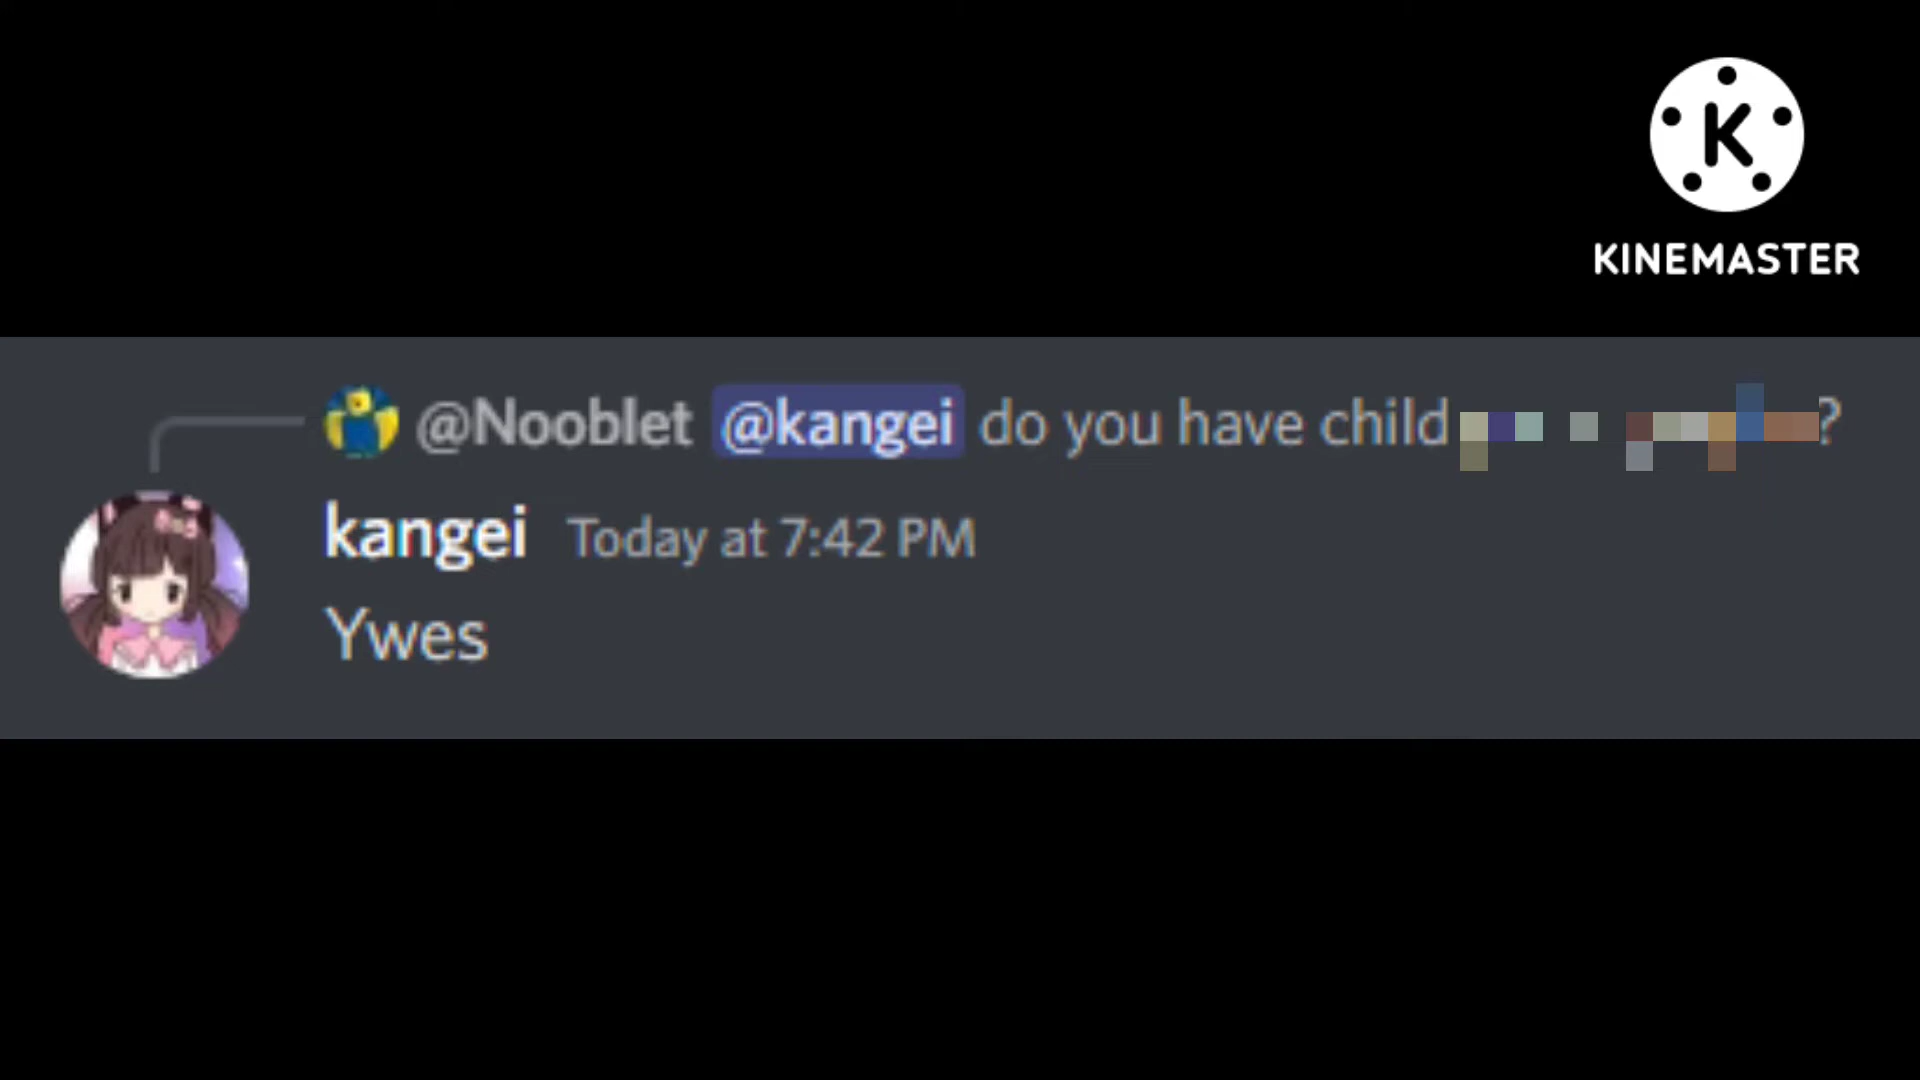 KINEMASTER
@Nooblet @kangei do you have child ?
kangei Today at 7:42 PM
Ywes